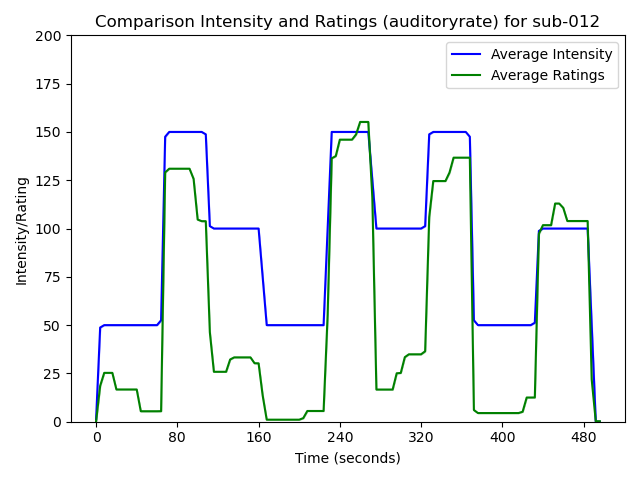 Comparison Intensity and Ratings (auditoryrate) for sub-012
200
175
150
125
100
75
50
25
0
Intensity/Rating
Average Intensity
Average Ratings
0 80 160 240 320 400 480
Time (seconds)